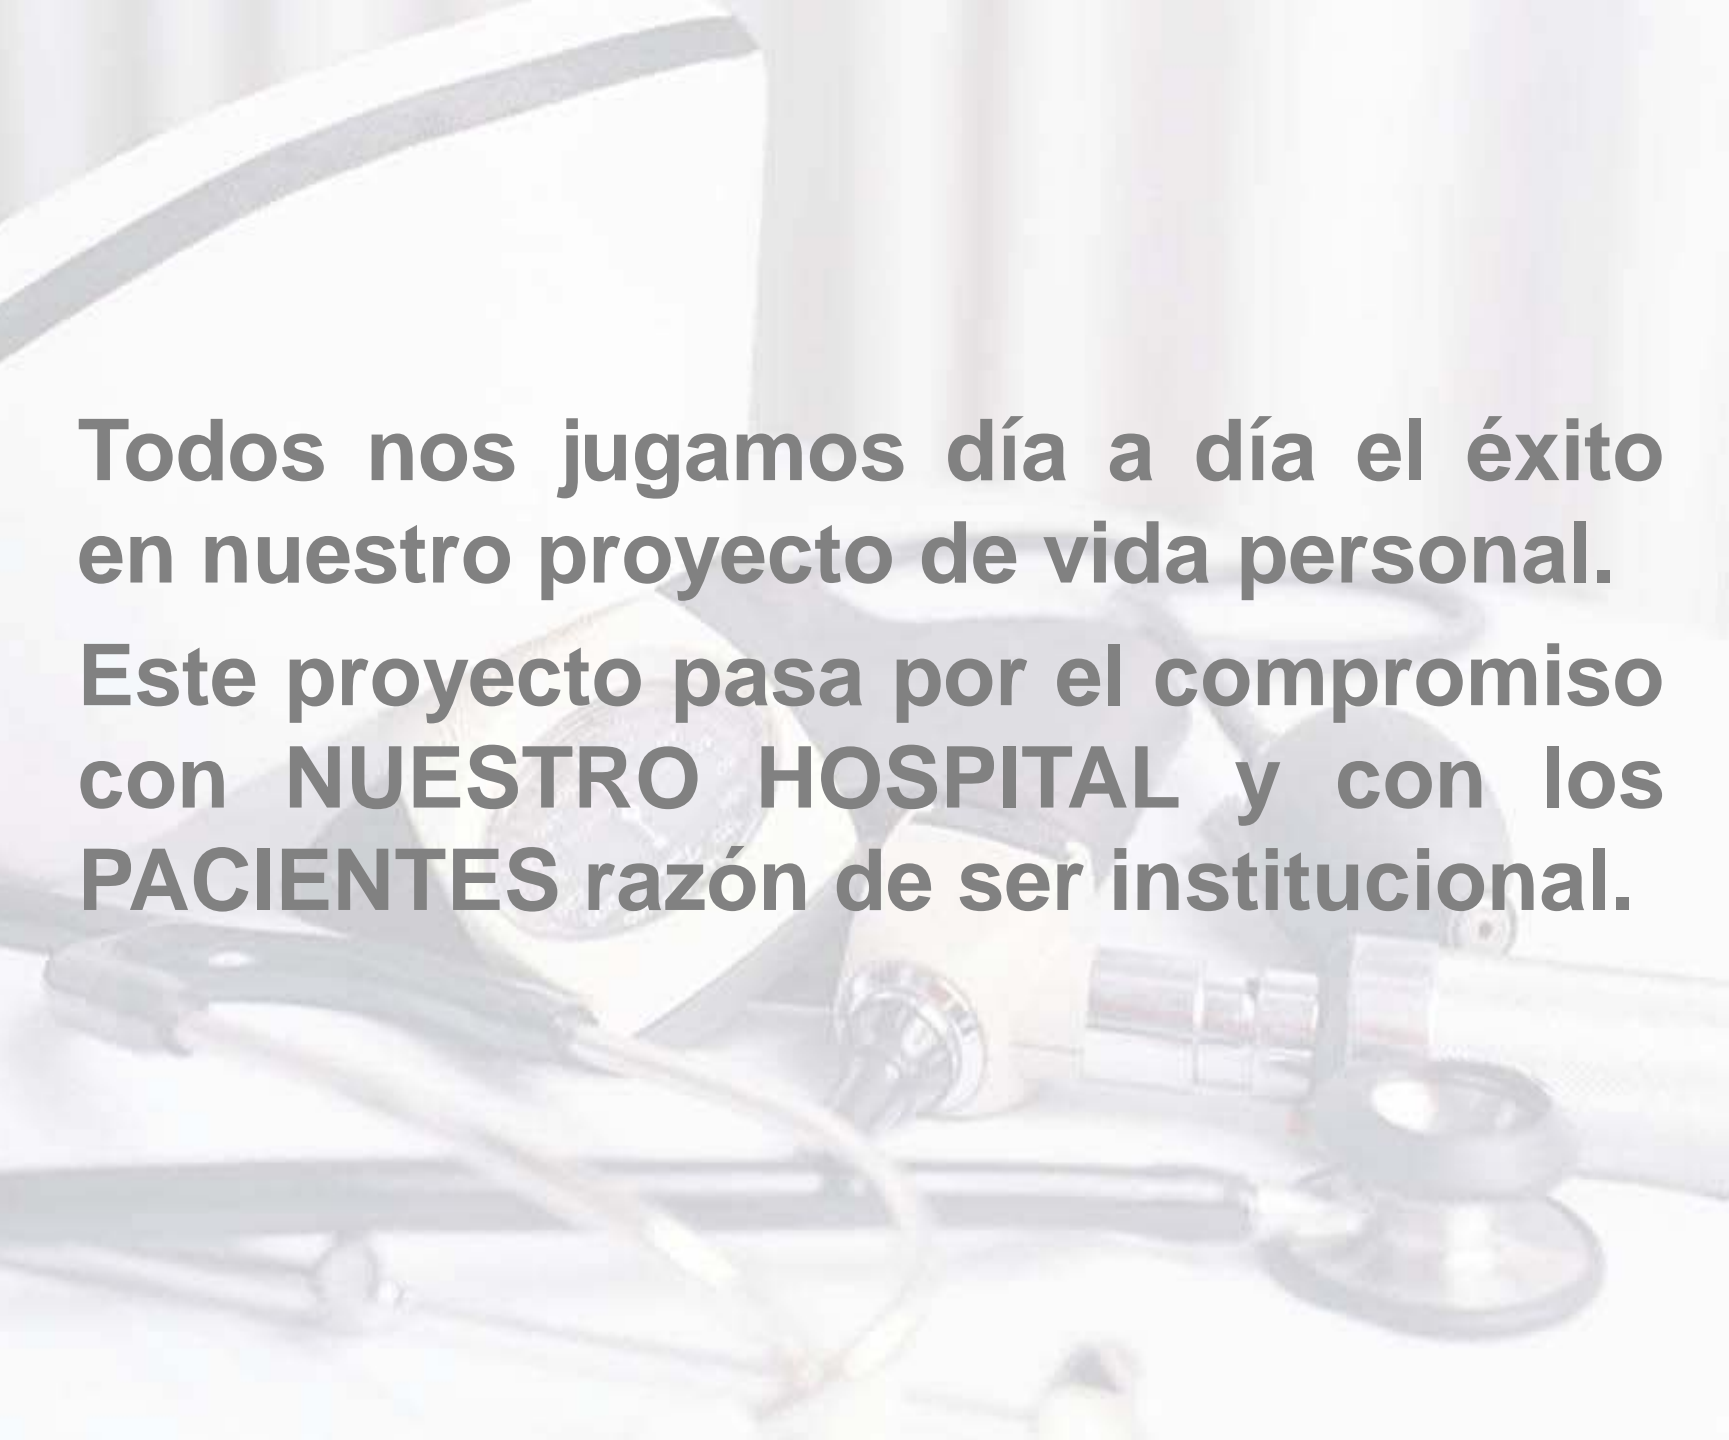 Todos nos jugamos día a día el éxito
en nuestro proyecto de vida personal.
Este proyecto pasa por el compromiso
con NUESTRO HOSPITAL y con los
PACIENTES razón de ser institucional.